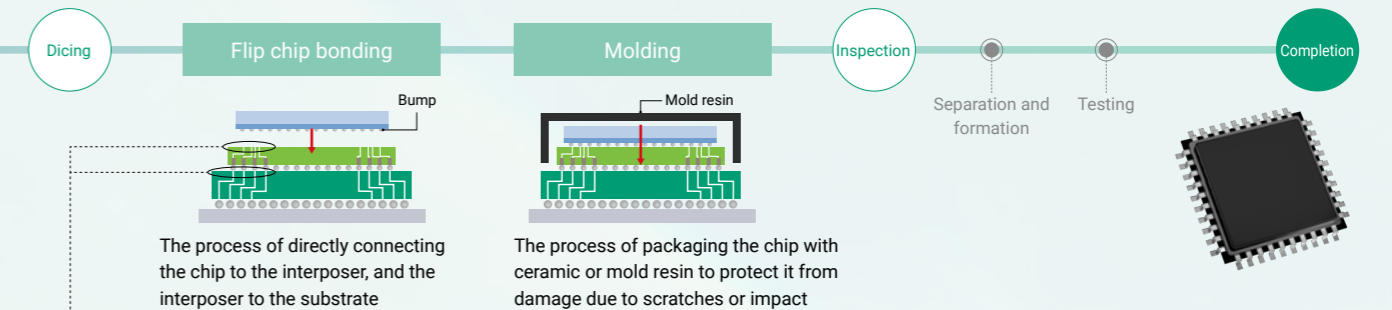 Dicing
Flip chip bonding
Molding
Inspection
Completion
Bump
Mold resin
Separation and
formation
Testing
The process of directly connecting
the chip to the interposer, and the
interposer to the substrate
The process of packaging the chip with
ceramic or mold resin to protect it from
damage due to scratches or impact